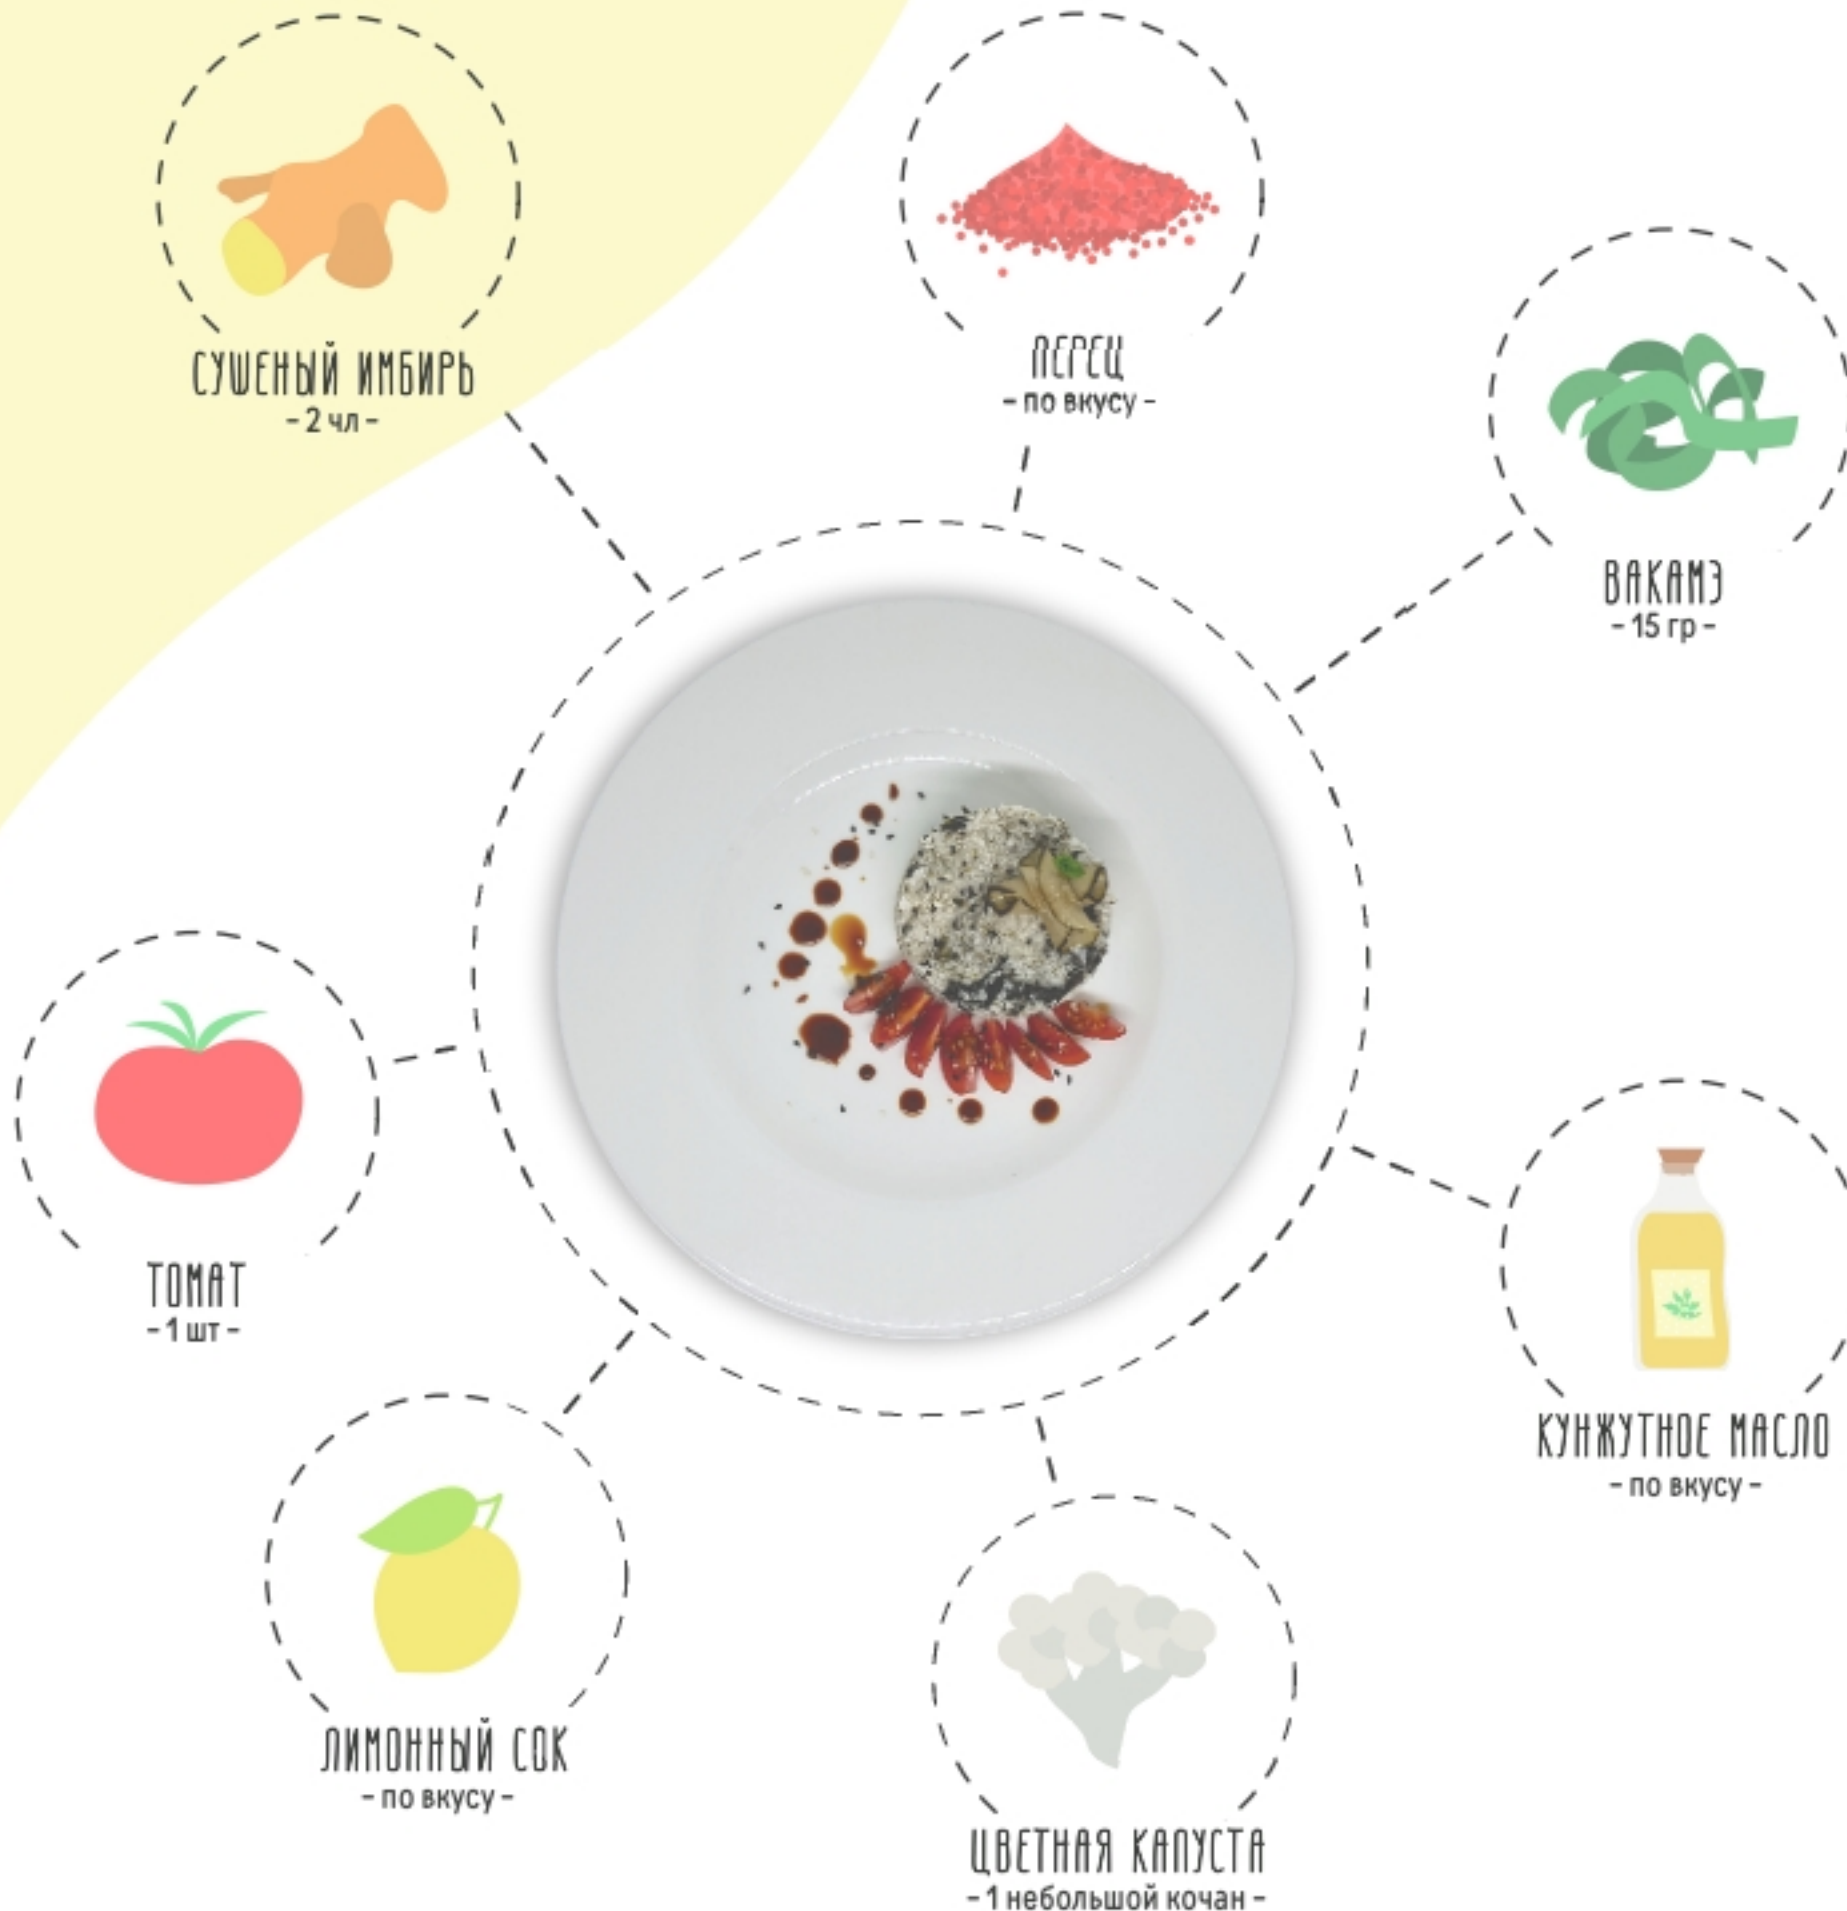 СУШЕНЫЙ ИМБИРЬ
- 2 чл -
ПЕРЕЦ
- по вкусу -
ВАКАМЭ
- 15 гр -
ТОМАТ
- 1 шт -
КУНЖУТНОЕ МАСЛО
- по вкусу -
ЛИМОННЫЙ СОК
- по вкусу -
ЦВЕТНАЯ КАПУСТА
- 1 небольшой кочан -